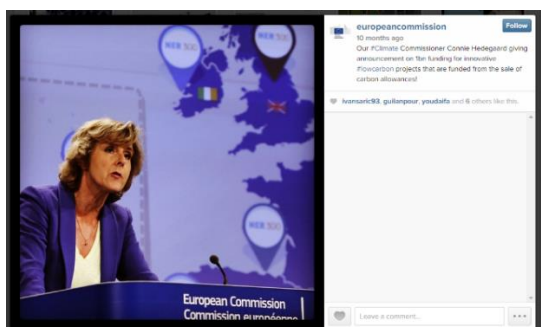 NER 300
NER 300
NER 300
European Commission
Commission européenne
europeancommission
Follow
10 months ago
Our #Climate Commissioner Connie Hedegaard giving
announcement on the funding for innovative
#lowcarbon projects that are funded from the sale of
carbon allowances!
ivansaric93, guilanpour, youdaifa and 6 others like this.
Leave a comment...